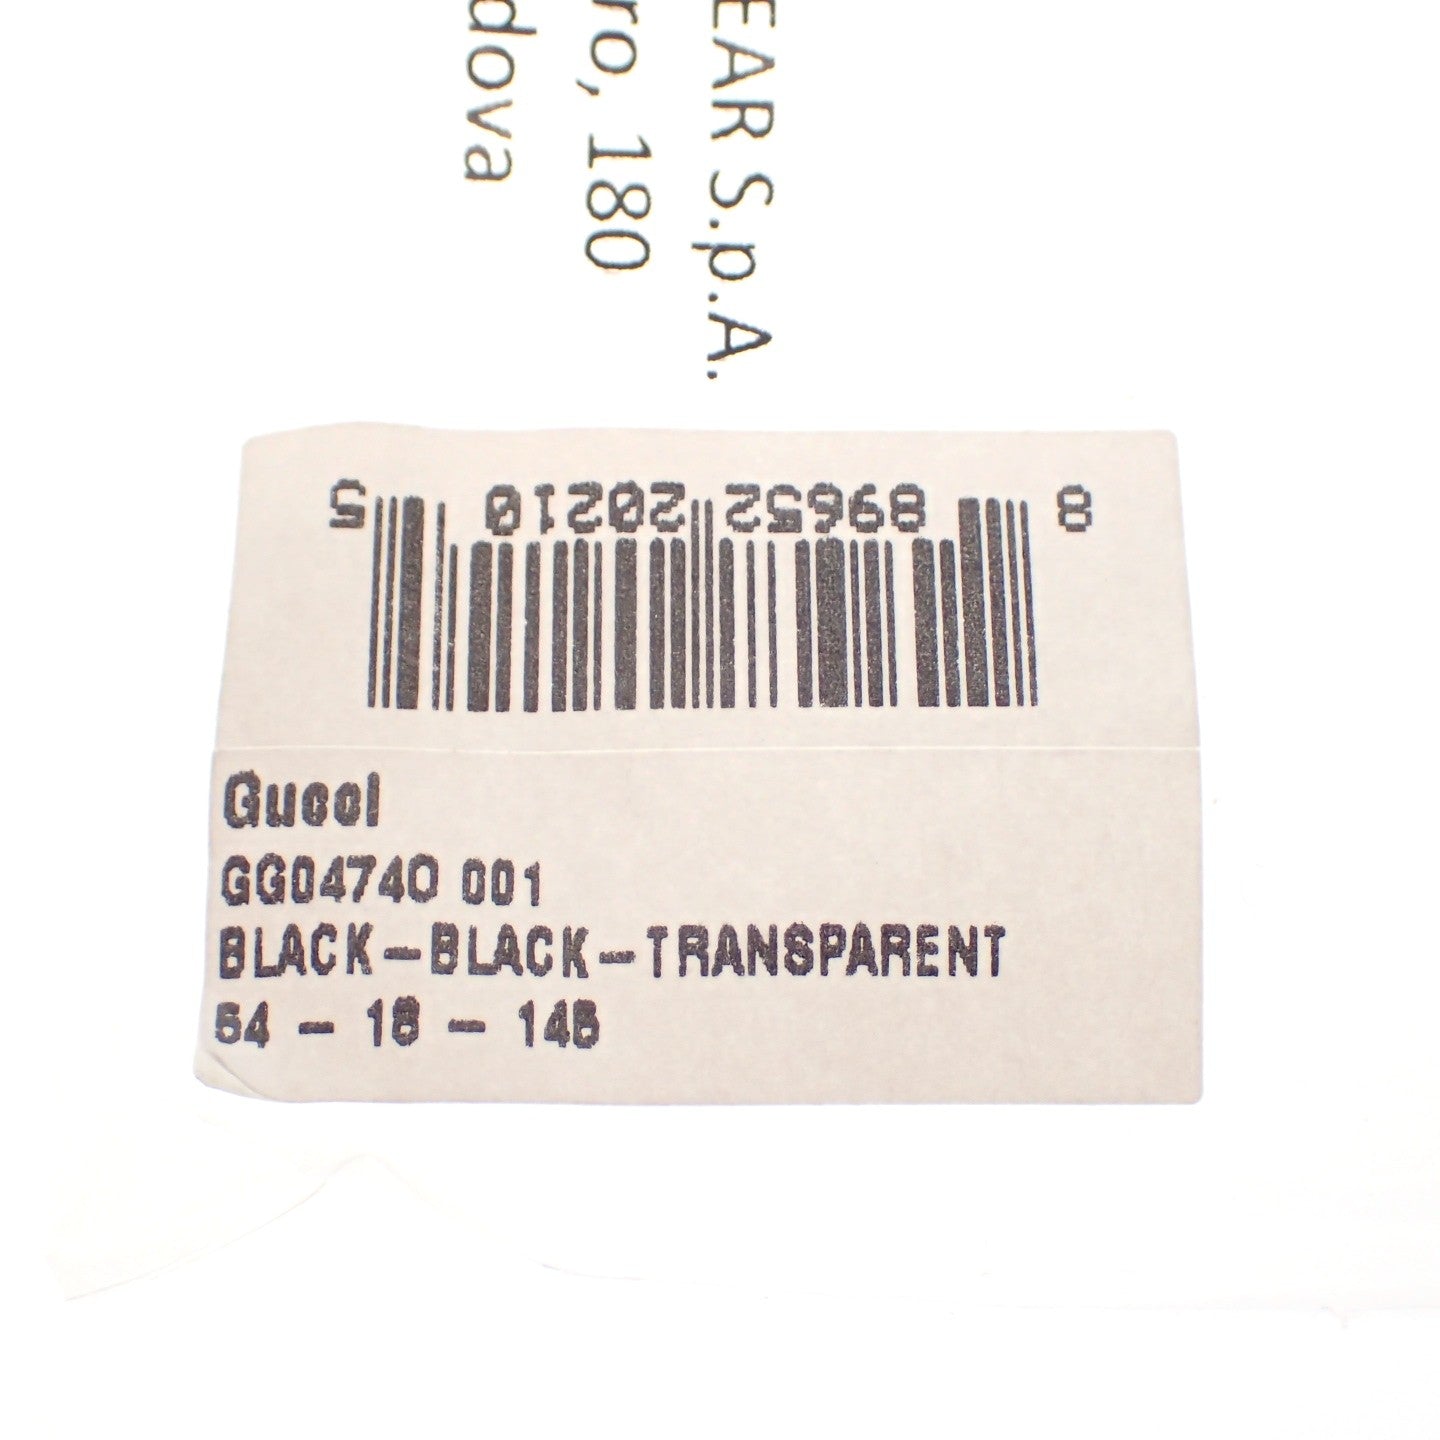 EAR S.p.A.
ro, 180
dova
8 89652 20210 5
Gucci
GG0474O 001
BLACK-BLACK-TRANSPARENT
54 - 18 - 145